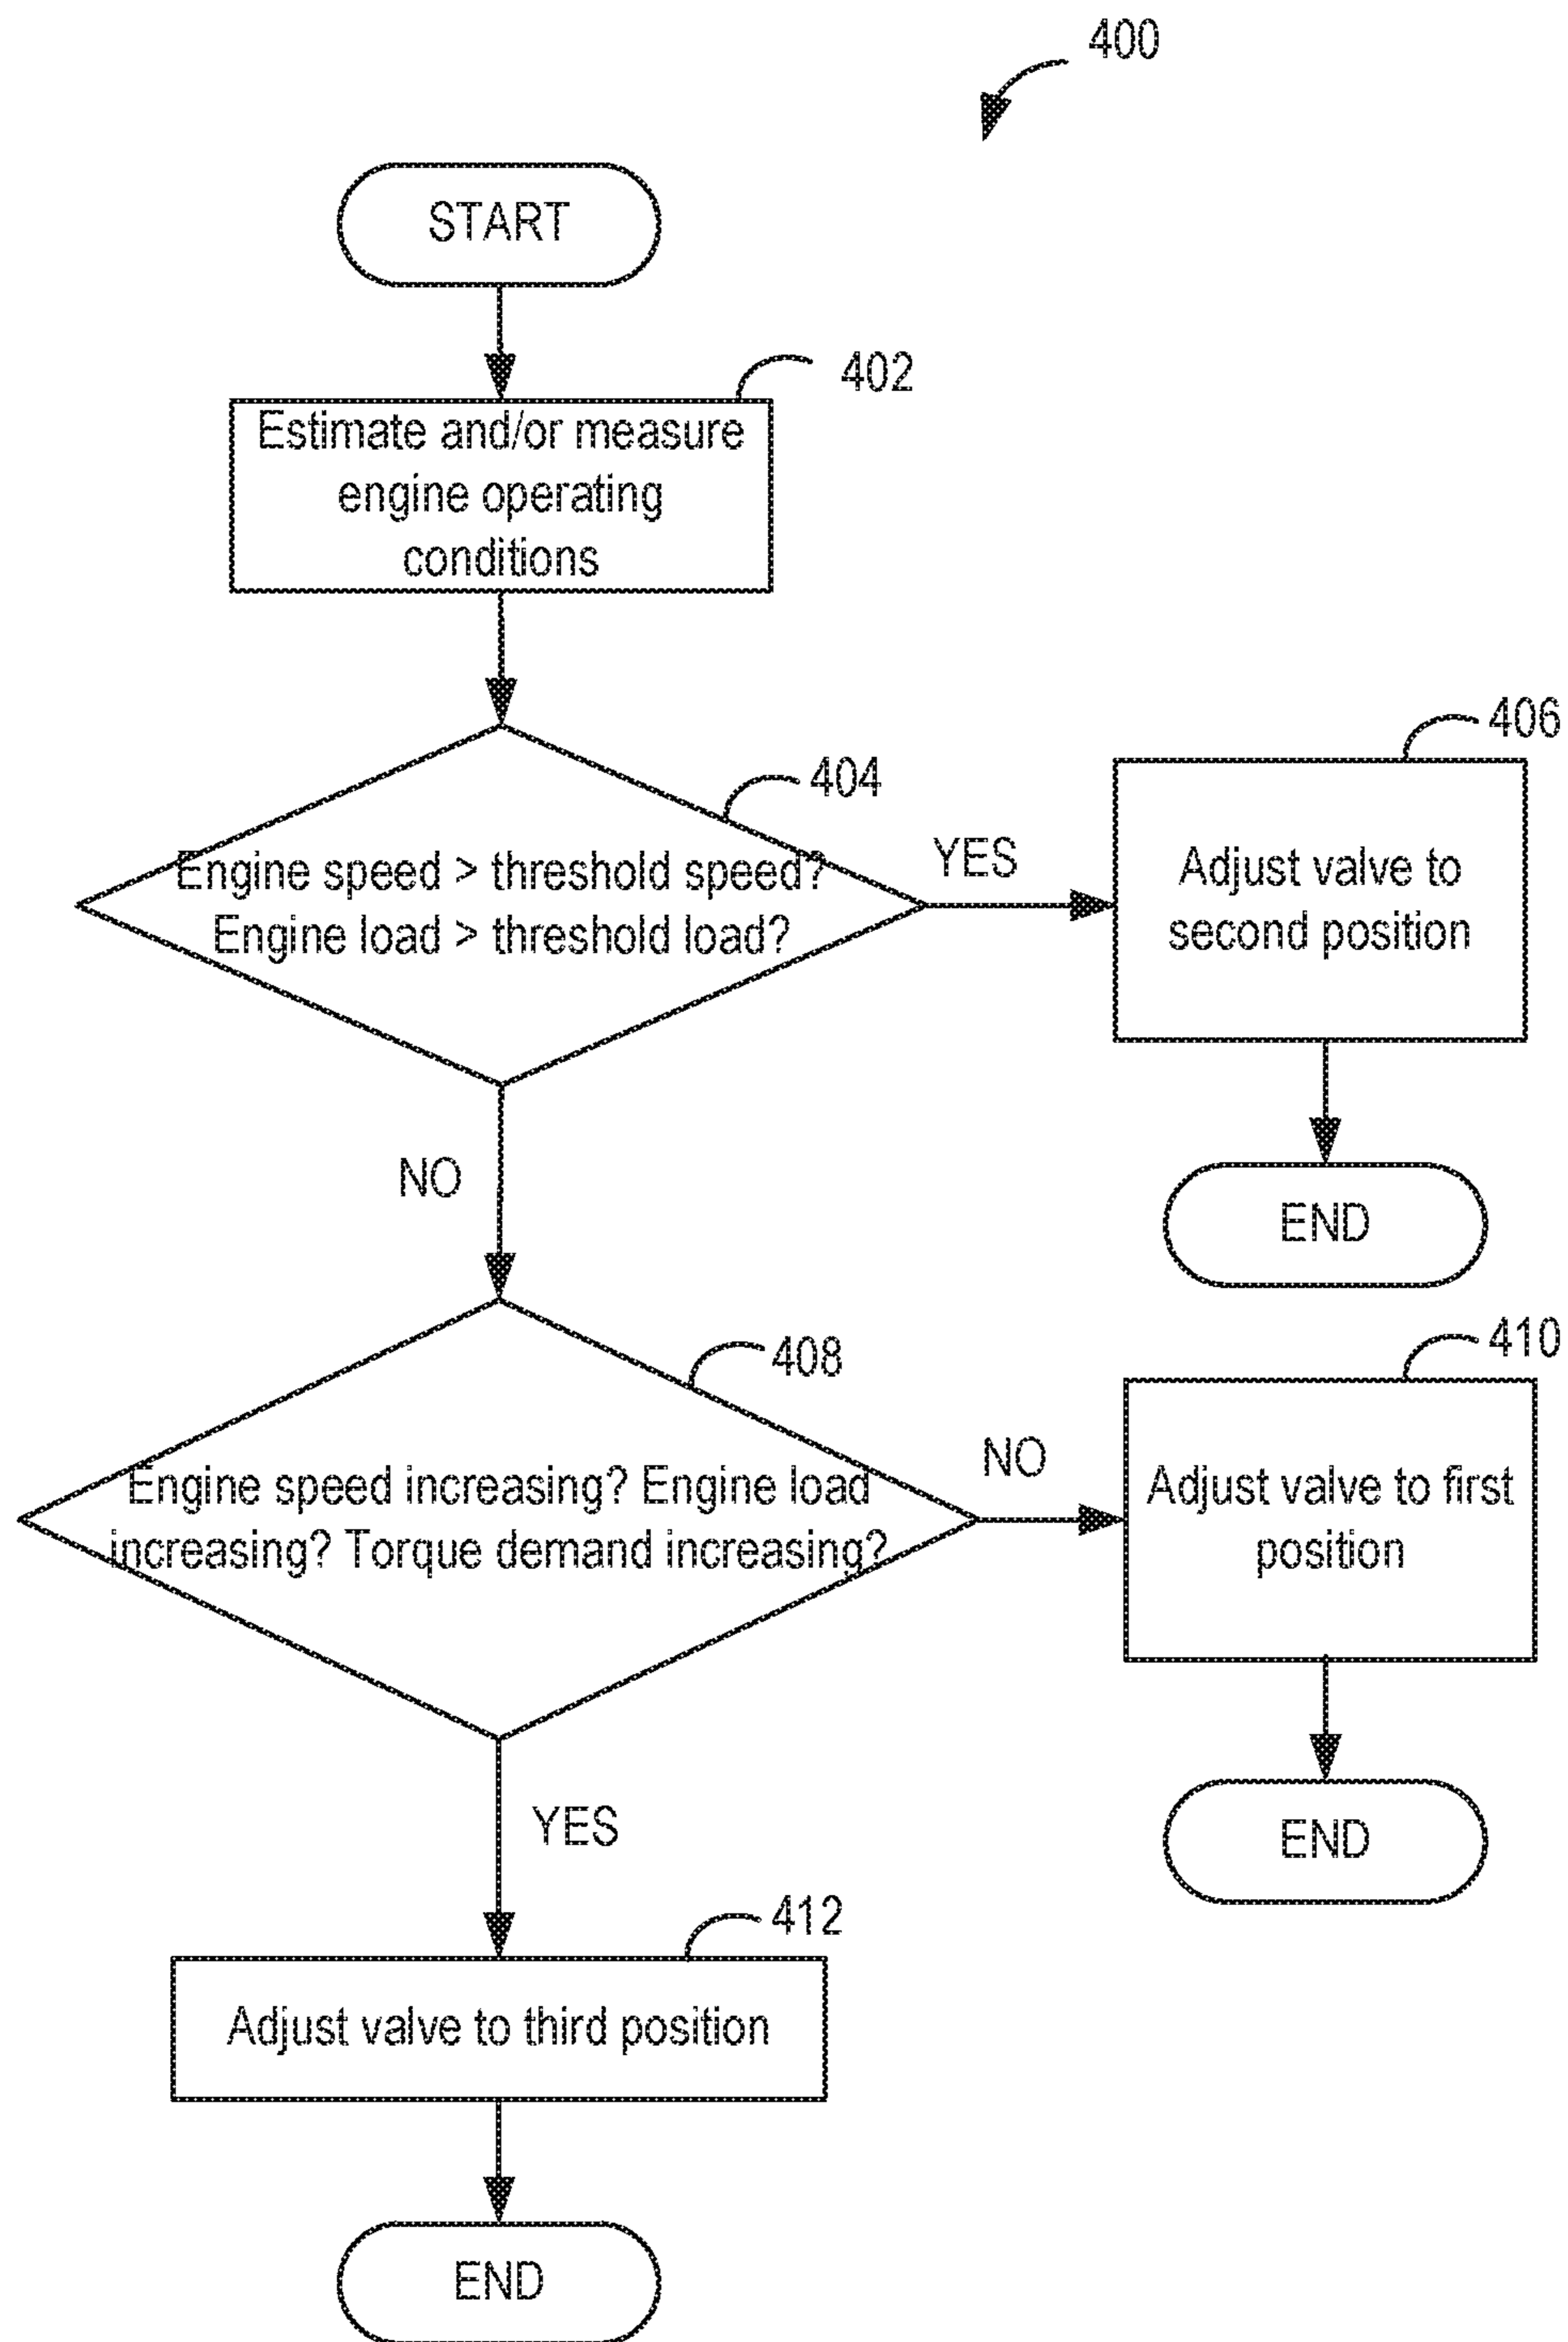 400
START
402
Estimate and/or measure
engine operating
conditions
404
Engine speed > threshold speed?
Engine load > threshold load?
YES
406
Adjust valve to
second position
END
NO
408
Engine speed increasing? Engine load
increasing? Torque demand increasing?
NO
410
Adjust valve to first
position
END
YES
412
Adjust valve to third position
END